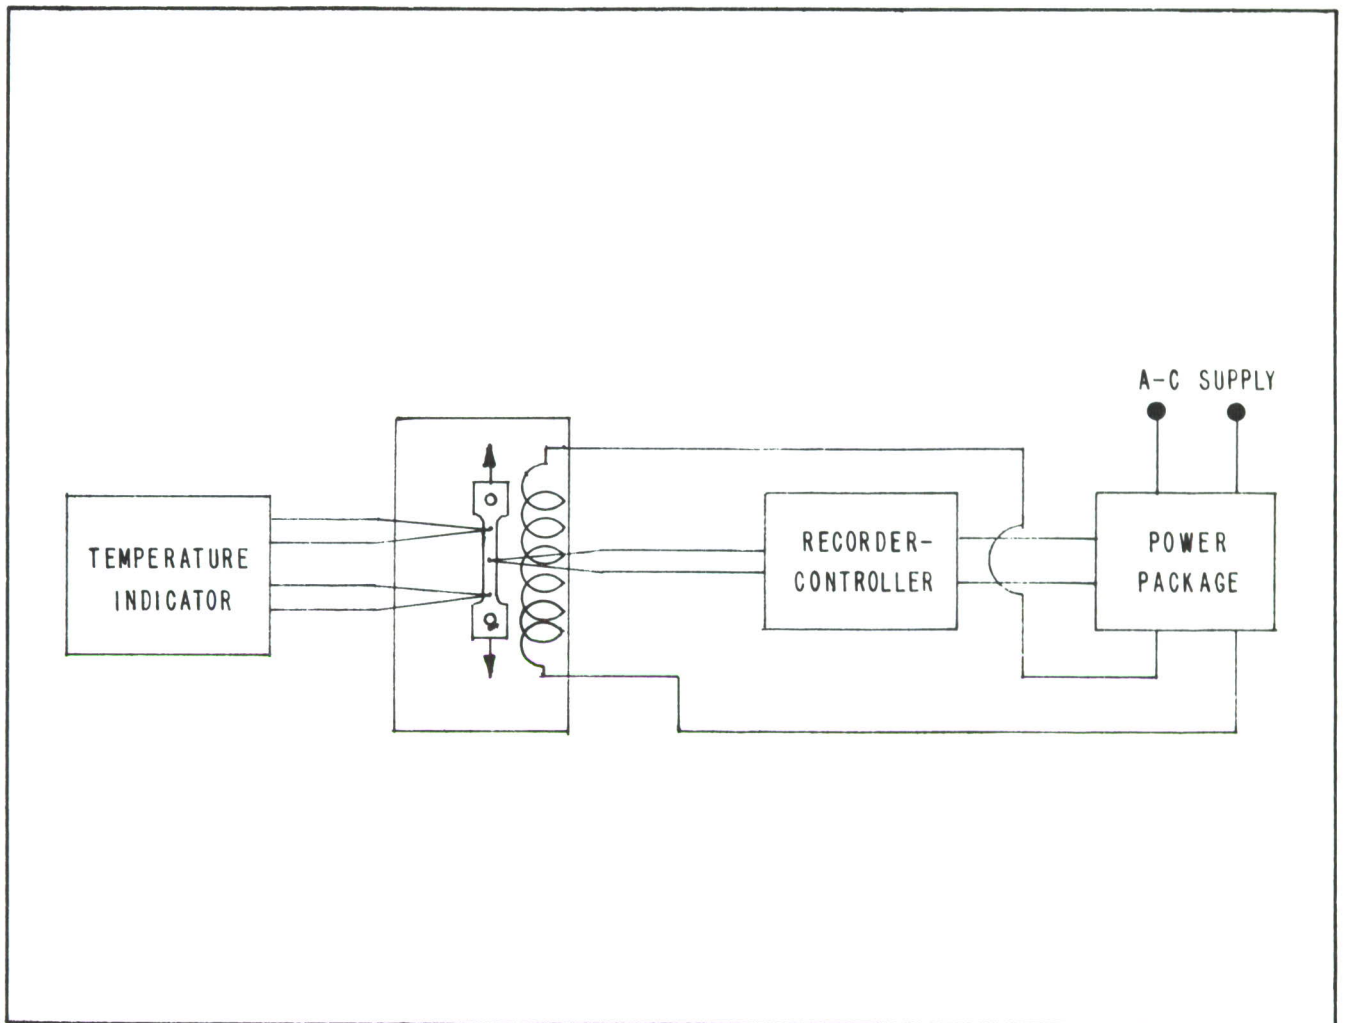 A-C SUPPLY
TEMPERATURE
INDICATOR
RECORDER-
CONTROLLER
POWER
PACKAGE